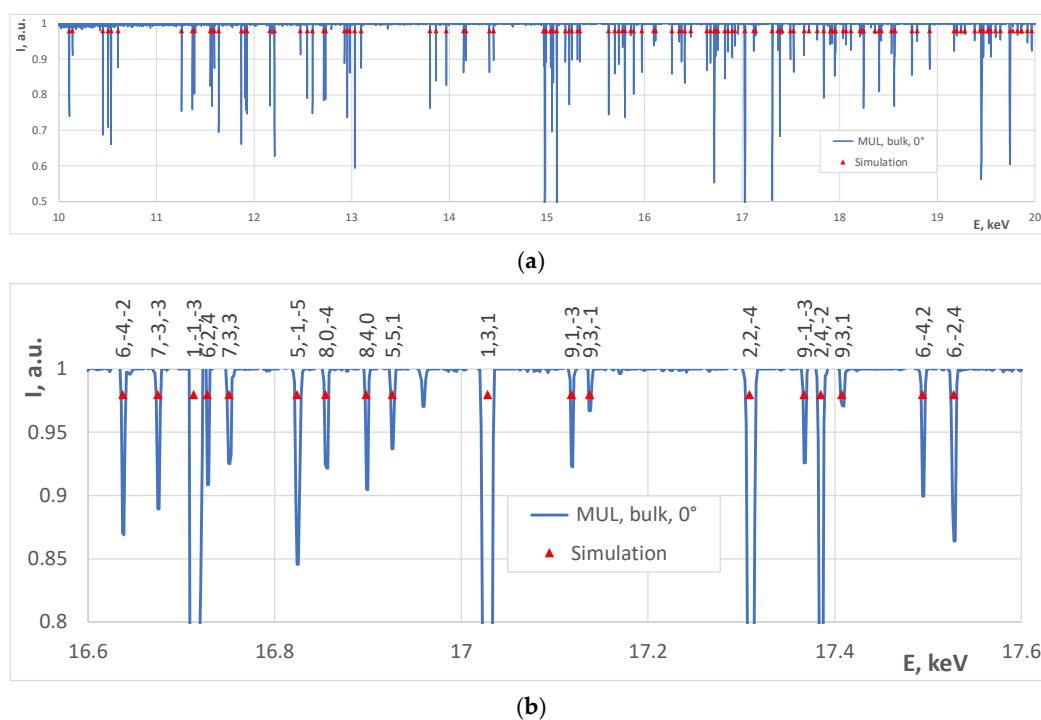 I, a.u.
1
0.9
0.8
0.7
0.6
0.5
10 11 12 13 14 15 16 17 18 19 20
E, keV
MUL, bulk, 0°
Simulation
(a)
6,-4,-2
7,-3,-3
1,-1,-3
6,2,4
7,3,3
5,-1,-5
8,0,-4
8,4,0
5,5,1
1,3,1
9,1,-3
9,3,-1
2,2,-4
9,-1,-3
2,4,-2
9,3,1
6,-4,2
6,-2,4
I, a.u.
1
0.95
0.9
0.85
0.8
MUL, bulk, 0°
Simulation
16.6 16.8 17 17.2 17.4 17.6
E, keV
(b)